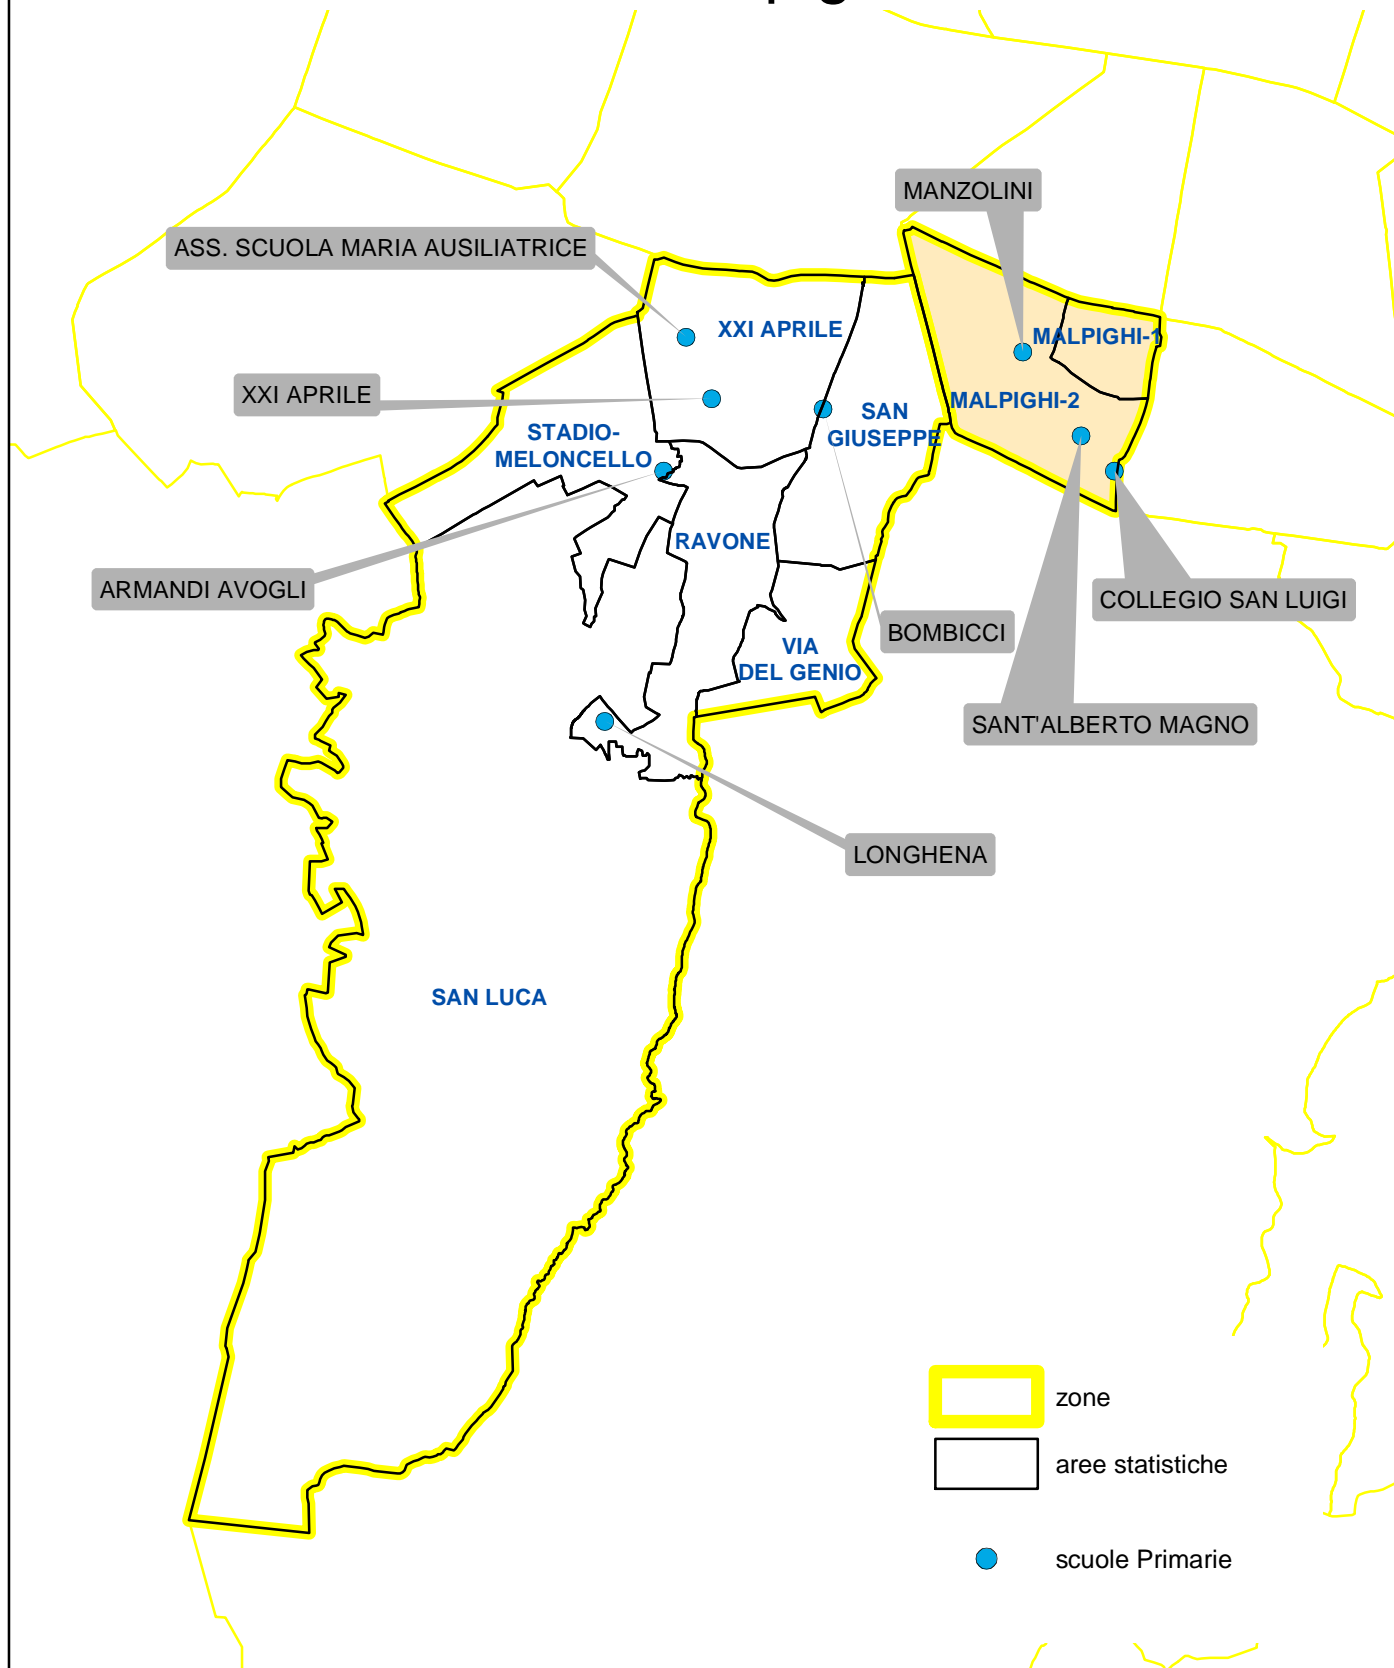 MANZOLINI
ASS. SCUOLA MARIA AUSILIATRICE
XXI APRILE
MALPIGHI-1
XXI APRILE
MALPIGHI-2
SAN
GIUSEPPE
STADIO-
MELONCELLO
RAVONE
ARMANDI AVOGLI
COLLEGIO SAN LUIGI
BOMBICCI
VIA
DEL GENIO
SANT'ALBERTO MAGNO
LONGHENA
SAN LUCA
zone
aree statistiche
scuole Primarie